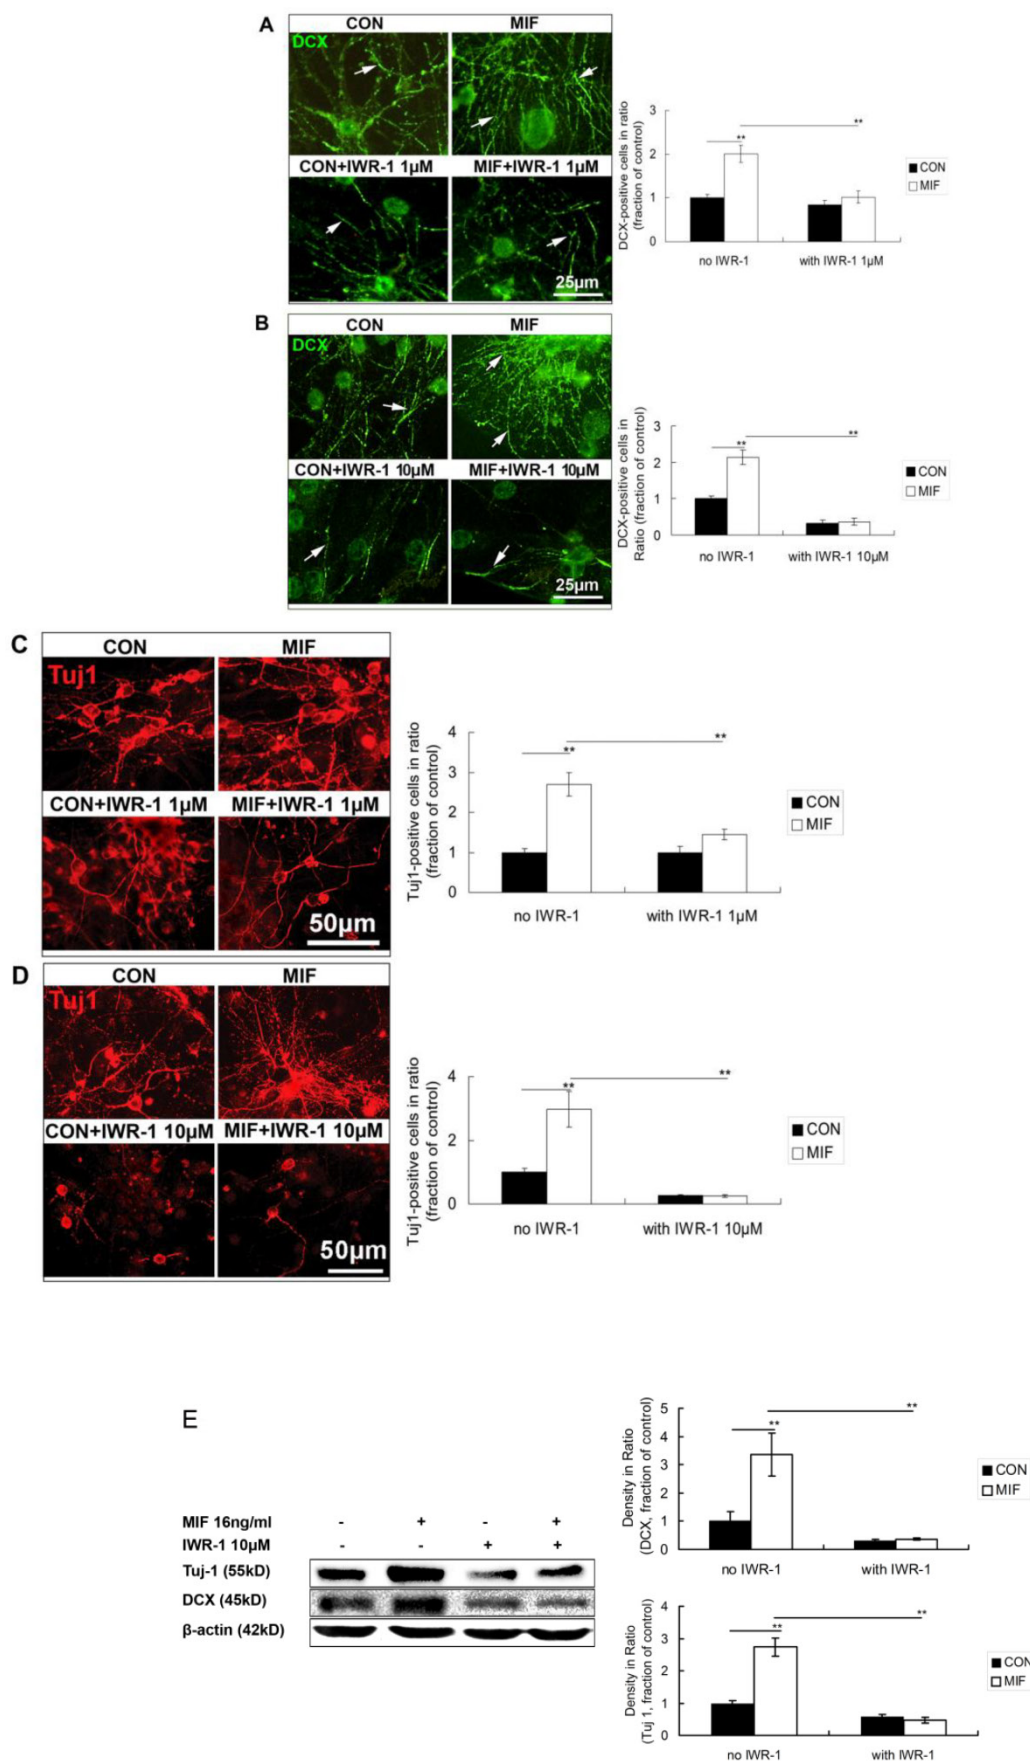 A
CON
MIF
DCX
CON+IWR-1 1μM
MIF+IWR-1 1μM
25μm
DCX-positive cells in ratio
(fraction of control)
3
2
1
0
**
**
no IWR-1
with IWR-1 1μM
CON
MIF
B
CON
MIF
DCX
CON+IWR-1 10μM
MIF+IWR-1 10μM
25μm
DCX-positive cells in
Ratio (fraction of control)
3
2
1
0
**
**
no IWR-1
with IWR-1 10μM
CON
MIF
C
CON
MIF
Tuj1
CON+IWR-1 1μM
MIF+IWR-1 1μM
50μm
Tuj1-positive cells in ratio
(fraction of control)
4
3
2
1
0
**
**
no IWR-1
with IWR-1 1μM
CON
MIF
D
CON
MIF
Tuj1
CON+IWR-1 10μM
MIF+IWR-1 10μM
50μm
Tuj1-positive cells in ratio
(fraction of control)
4
2
0
**
**
no IWR-1
with IWR-1 10μM
CON
MIF
E
MIF 16ng/ml - + - +
IWR-1 10μM - - + +
Tuj-1 (55kD)
DCX (45kD)
β-actin (42kD)
Density in Ratio
(DCX, fraction of control)
5
4
3
2
1
0
**
**
no IWR-1
with IWR-1
CON
MIF
Density in Ratio
(Tuj 1, fraction of control)
4
3
2
1
0
**
**
no IWR-1
with IWR-1
CON
MIF